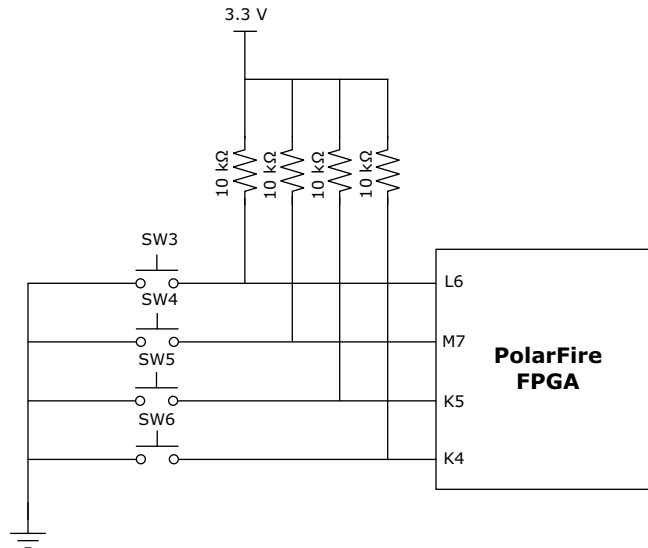 3.3 V
10 kΩ
10 kΩ
10 kΩ
10 kΩ
SW3
L6
SW4
M7
SW5
K5
SW6
K4
PolarFire
FPGA